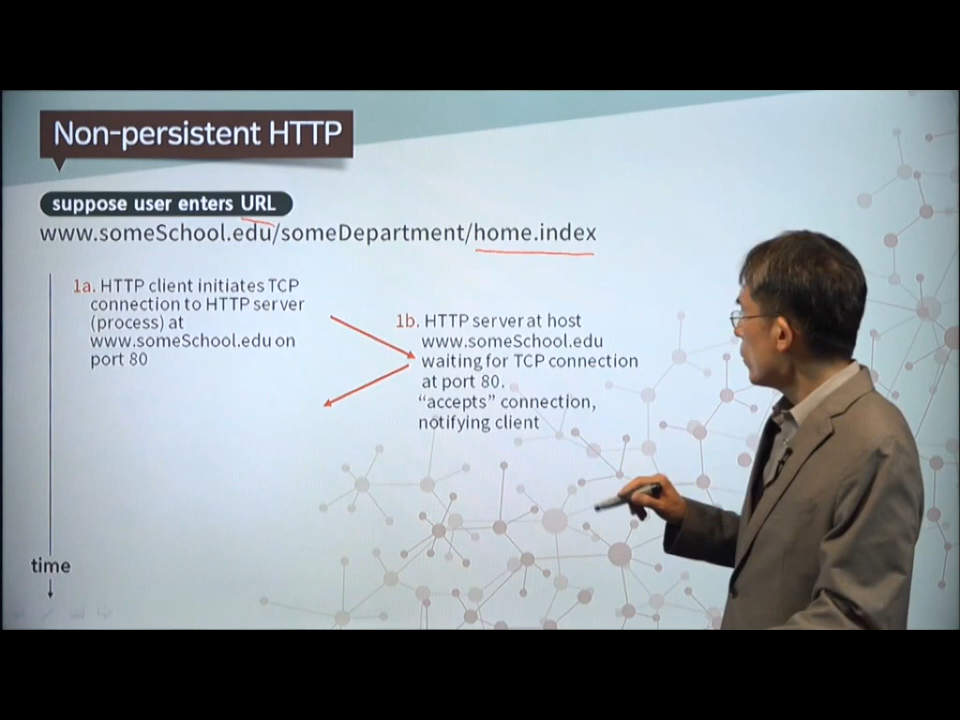 Non-persistent HTTP
suppose user enters URL
www.someSchool.edu/someDepartment/home.index
1a. HTTP client initiates TCP
connection to HTTP server
(process) at
www.someSchool.edu on
port 80
1b. HTTP server at host
www.someSchool.edu
waiting for TCP connection
at port 80.
“accepts” connection,
notifying client
time